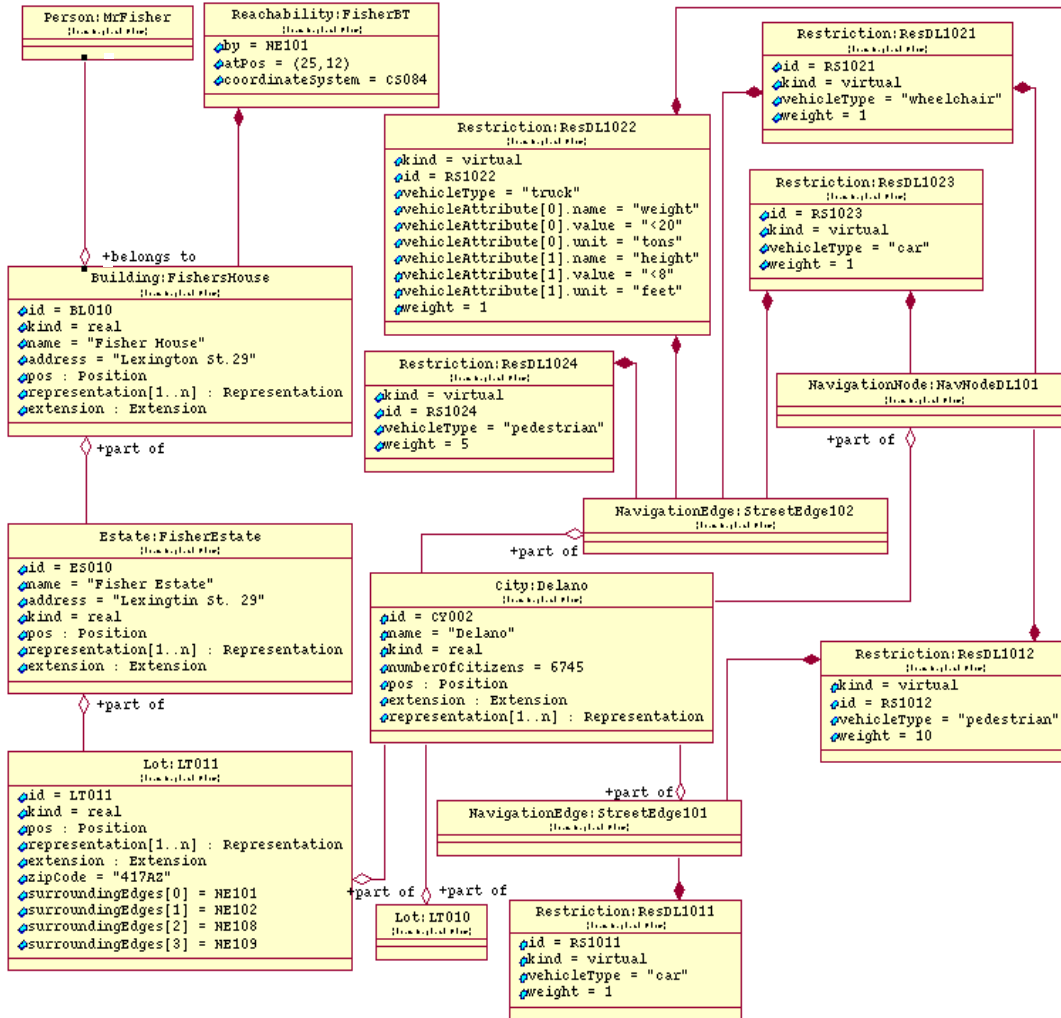 Person:MrFisher
Reachability:FisherBT
by = NE101
atPos = (25,12)
coordinateSystem = CS084
Restriction:ResDL1021
id = RS1021
kind = virtual
vehicleType = "wheelchair"
weight = 1
Restriction:ResDL1022
kind = virtual
id = RS1022
vehicleType = "truck"
vehicleAttribute[0].name = "weight"
vehicleAttribute[0].value = "<20"
vehicleAttribute[0].unit = "tons"
vehicleAttribute[1].name = "height"
vehicleAttribute[1].value = "<8"
vehicleAttribute[1].unit = "feet"
weight = 1
Restriction:ResDL1023
id = RS1023
kind = virtual
vehicleType = "car"
weight = 1
+belongs to
Building:FishersHouse
id = BL010
kind = real
name = "Fisher House"
address = "Lexington St.29"
pos : Position
representation[1..n] : Representation
extension : Extension
+part of
Restriction:ResDL1024
kind = virtual
id = RS1024
vehicleType = "pedestrian"
weight = 5
NavigationNode:NavNodeDL101
+part of
NavigationEdge:StreetEdge102
+part of
Estate:FisherEstate
id = ES010
name = "Fisher Estate"
address = "Lexingtin St. 29"
kind = real
pos : Position
representation[1..n] : Representation
extension : Extension
+part of
City:Delano
id = CY002
name = "Delano"
kind = real
numberOfCitizens = 6745
pos : Position
extension : Extension
representation[1..n] : Representation
Restriction:ResDL1012
kind = virtual
id = RS1012
vehicleType = "pedestrian"
weight = 10
Lot:LT011
id = LT011
kind = real
pos : Position
representation[1..n] : Representation
extension : Extension
zipCode = "417AZ"
surroundingEdges[0] = NE101
surroundingEdges[1] = NE102
surroundingEdges[2] = NE108
surroundingEdges[3] = NE109
+part of
+part of
+part of
NavigationEdge:StreetEdge101
Lot:LT010
Restriction:ResDL1011
id = RS1011
kind = virtual
vehicleType = "car"
weight = 1